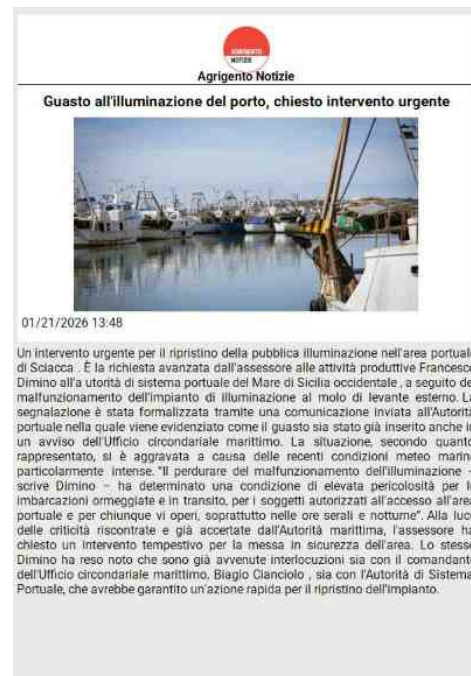 AGRIGENTO
NOTIZIE
Agrigento Notizie
Guasto all'illuminazione del porto, chiesto intervento urgente
01/21/2026 13:48
Un intervento urgente per il ripristino della pubblica illuminazione nell'area portuale
di Sciacca . È la richiesta avanzata dall'assessore alle attività produttive Francesco
Dimino all'a utorità di sistema portuale del Mare di Sicilia occidentale , a seguito del
malfunzionamento dell'impianto di illuminazione al molo di levante esterno. La
segnalazione è stata formalizzata tramite una comunicazione inviata all'Autorità
portuale nella quale viene evidenziato come il guasto sia stato già inserito anche in
un avviso dell'Ufficio circondariale marittimo. La situazione, secondo quanto
rappresentato, si è aggravata a causa delle recenti condizioni meteo marine
particolarmente intense. "Il perdurare del malfunzionamento dell'illuminazione –
scrive Dimino – ha determinato una condizione di elevata pericolosità per le
imbarcazioni ormeggiate e in transito, per i soggetti autorizzati all'accesso all'area
portuale e per chiunque vi operi, soprattutto nelle ore serali e notturne". Alla luce
delle criticità riscontrate e già accertate dall'Autorità marittima, l'assessore ha
chiesto un intervento tempestivo per la messa in sicurezza dell'area. Lo stesso
Dimino ha reso noto che sono già avvenute interlocuzioni sia con il comandante
dell'Ufficio circondariale marittimo, Biagio Cianciolo , sia con l'Autorità di Sistema
Portuale, che avrebbe garantito un'azione rapida per il ripristino dell'impianto.